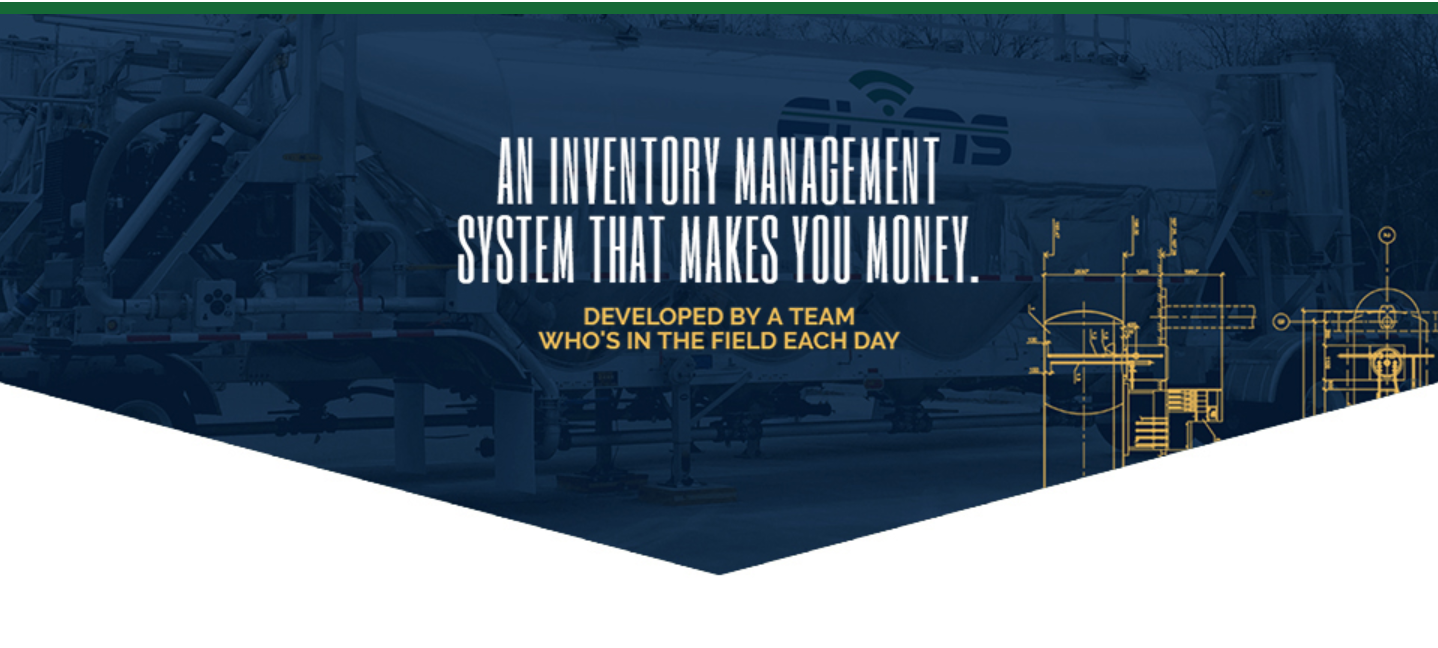 AN INVENTORY MANAGEMENT
SYSTEM THAT MAKES YOU MONEY.
DEVELOPED BY A TEAM
WHO'S IN THE FIELD EACH DAY